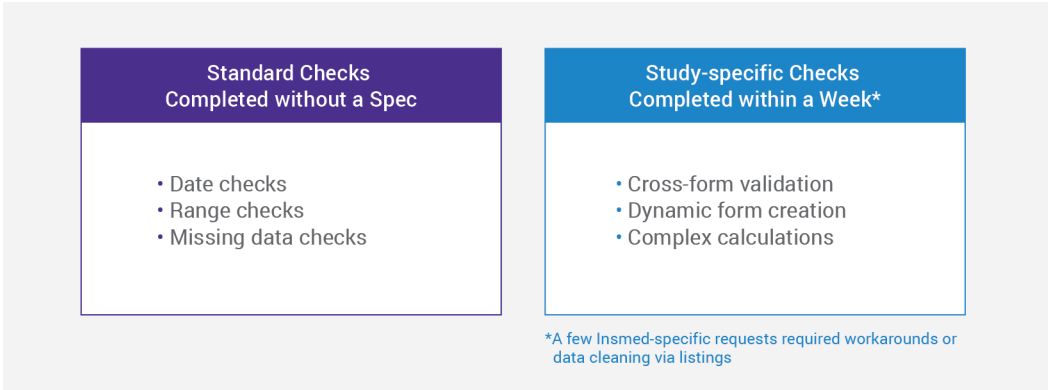 Standard Checks
Completed without a Spec
• Date checks
• Range checks
• Missing data checks
Study-specific Checks
Completed within a Week*
• Cross-form validation
• Dynamic form creation
• Complex calculations
*A few Insmed-specific requests required workarounds or
data cleaning via listings